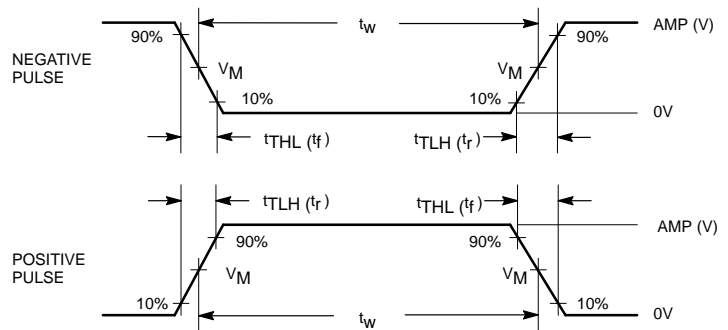 tw
90%
90%
AMP (V)
NEGATIVE
PULSE
VM
VM
10%
10%
0V
tTHL (tf)
tTLH (tr)
tTLH (tr)
tTHL (tf)
AMP (V)
90%
90%
POSITIVE
PULSE
VM
VM
10%
10%
0V
tw